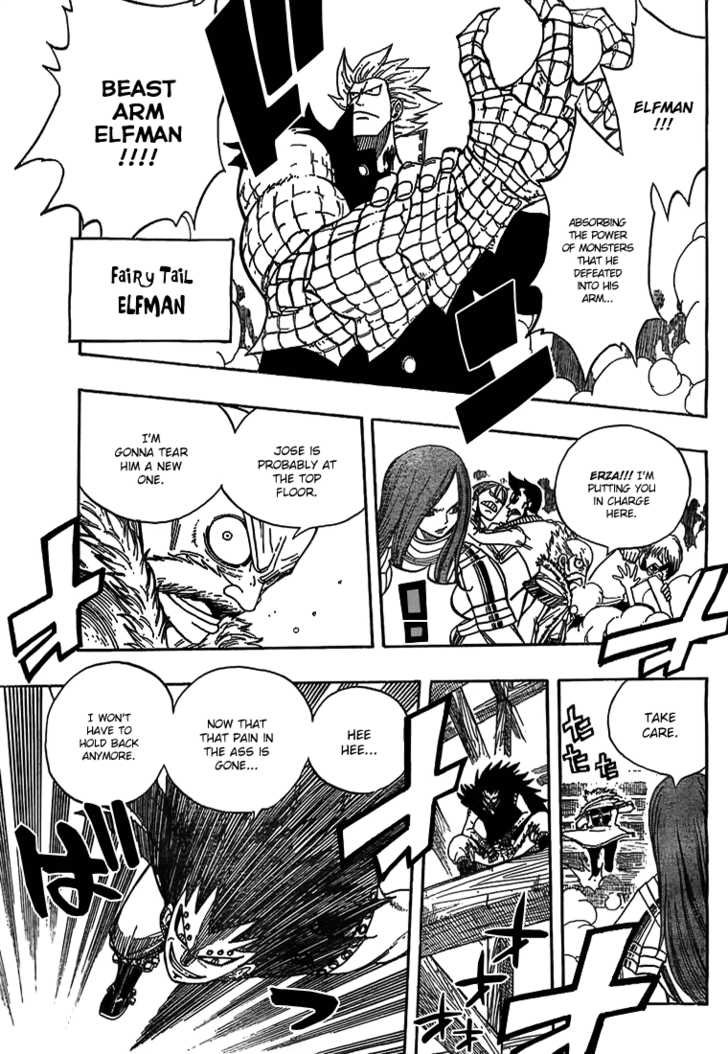 ELFMAN
!!!
ABSORBING
THE POWER
OF MONSTERS
THAT HE
DEFEATED
INTO HIS
ARM...
BEAST
ARM
ELFMAN
!!!!
FAIRY TAIL
ELFMAN
ERZA!!! I'M
PUTTING YOU
IN CHARGE
HERE.
JOSE IS
PROBABLY AT
THE TOP
FLOOR.
I'M
GONNA TEAR
HIM A NEW
ONE.
TAKE
CARE.
HEE
HEE...
NOW THAT
THAT PAIN
IN THE ASS IS
GONE...
I WON'T
HAVE TO
HOLD BACK
ANYMORE.
ばっ